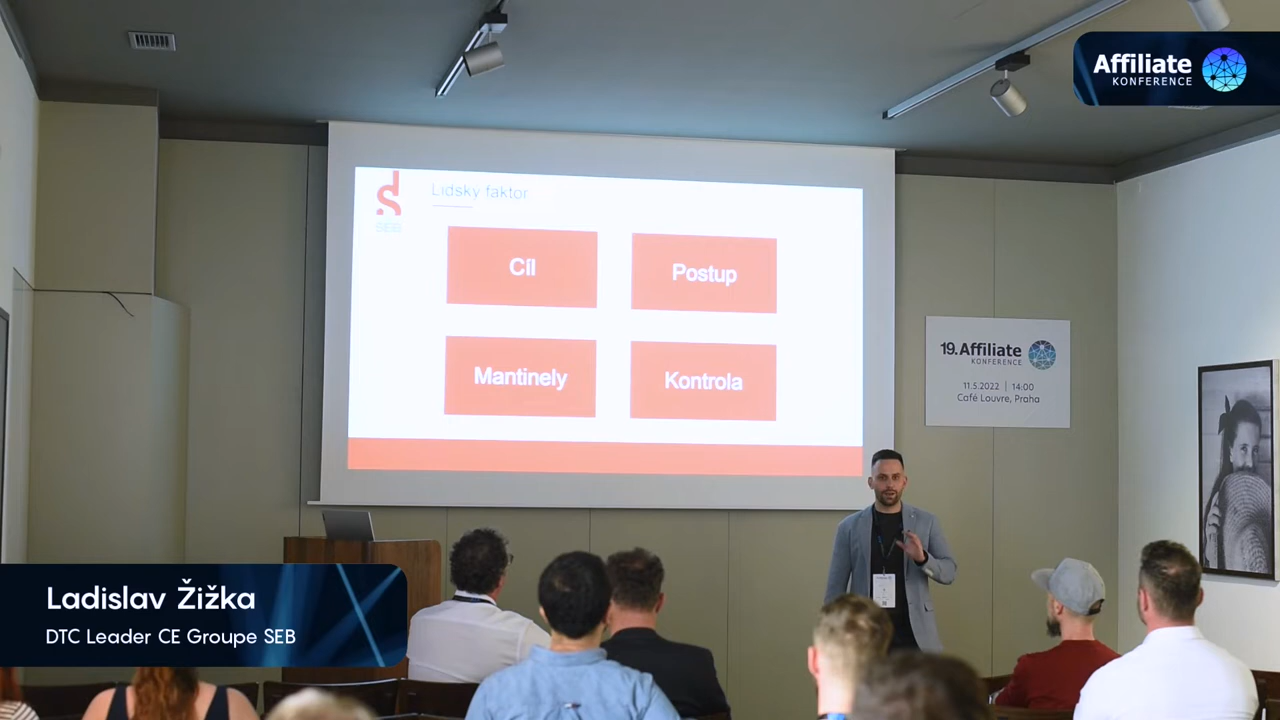 Affiliate
KONFERENCE
Lidský faktor
SEB
Cíl
Postup
Mantinely
Kontrola
19. Affiliate
KONFERENCE
11.5.2022 | 14:00
Café Louvre, Praha
Ladislav Žižka
DTC Leader CE Groupe SEB